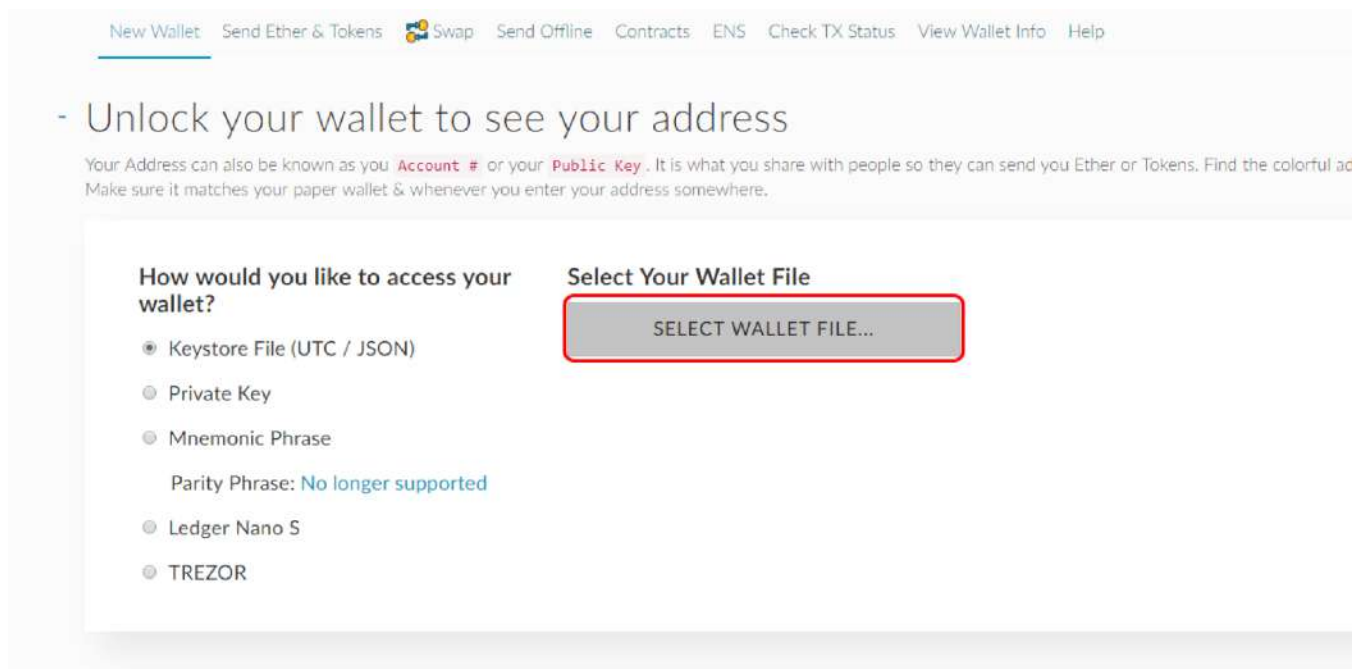 New Wallet Send Ether & Tokens Swap Send Offline Contracts ENS Check TX Status View Wallet Info Help
- Unlock your wallet to see your address
Your Address can also be known as you Account # or your Public Key. It is what you share with people so they can send you Ether or Tokens. Find the colorful ad
Make sure it matches your paper wallet & whenever you enter your address somewhere.
How would you like to access your
wallet?
Keystore File (UTC / JSON)
Private Key
Mnemonic Phrase
Parity Phrase: No longer supported
Ledger Nano S
TREZOR
Select Your Wallet File
SELECT WALLET FILE...